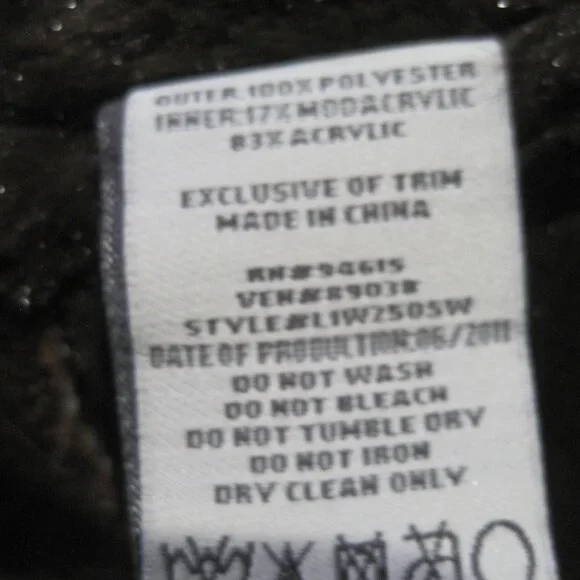 OUTER:100% POLYESTER
INNER:17% MODACRYLIC
83% ACRYLIC
EXCLUSIVE OF TRIM
MADE IN CHINA
RN#94615
VEN#89038
STYLE#L1W2505W
DATE OF PRODUCTION:06/2011
DO NOT WASH
DO NOT BLEACH
DO NOT TUMBLE DRY
DO NOT IRON
DRY CLEAN ONLY